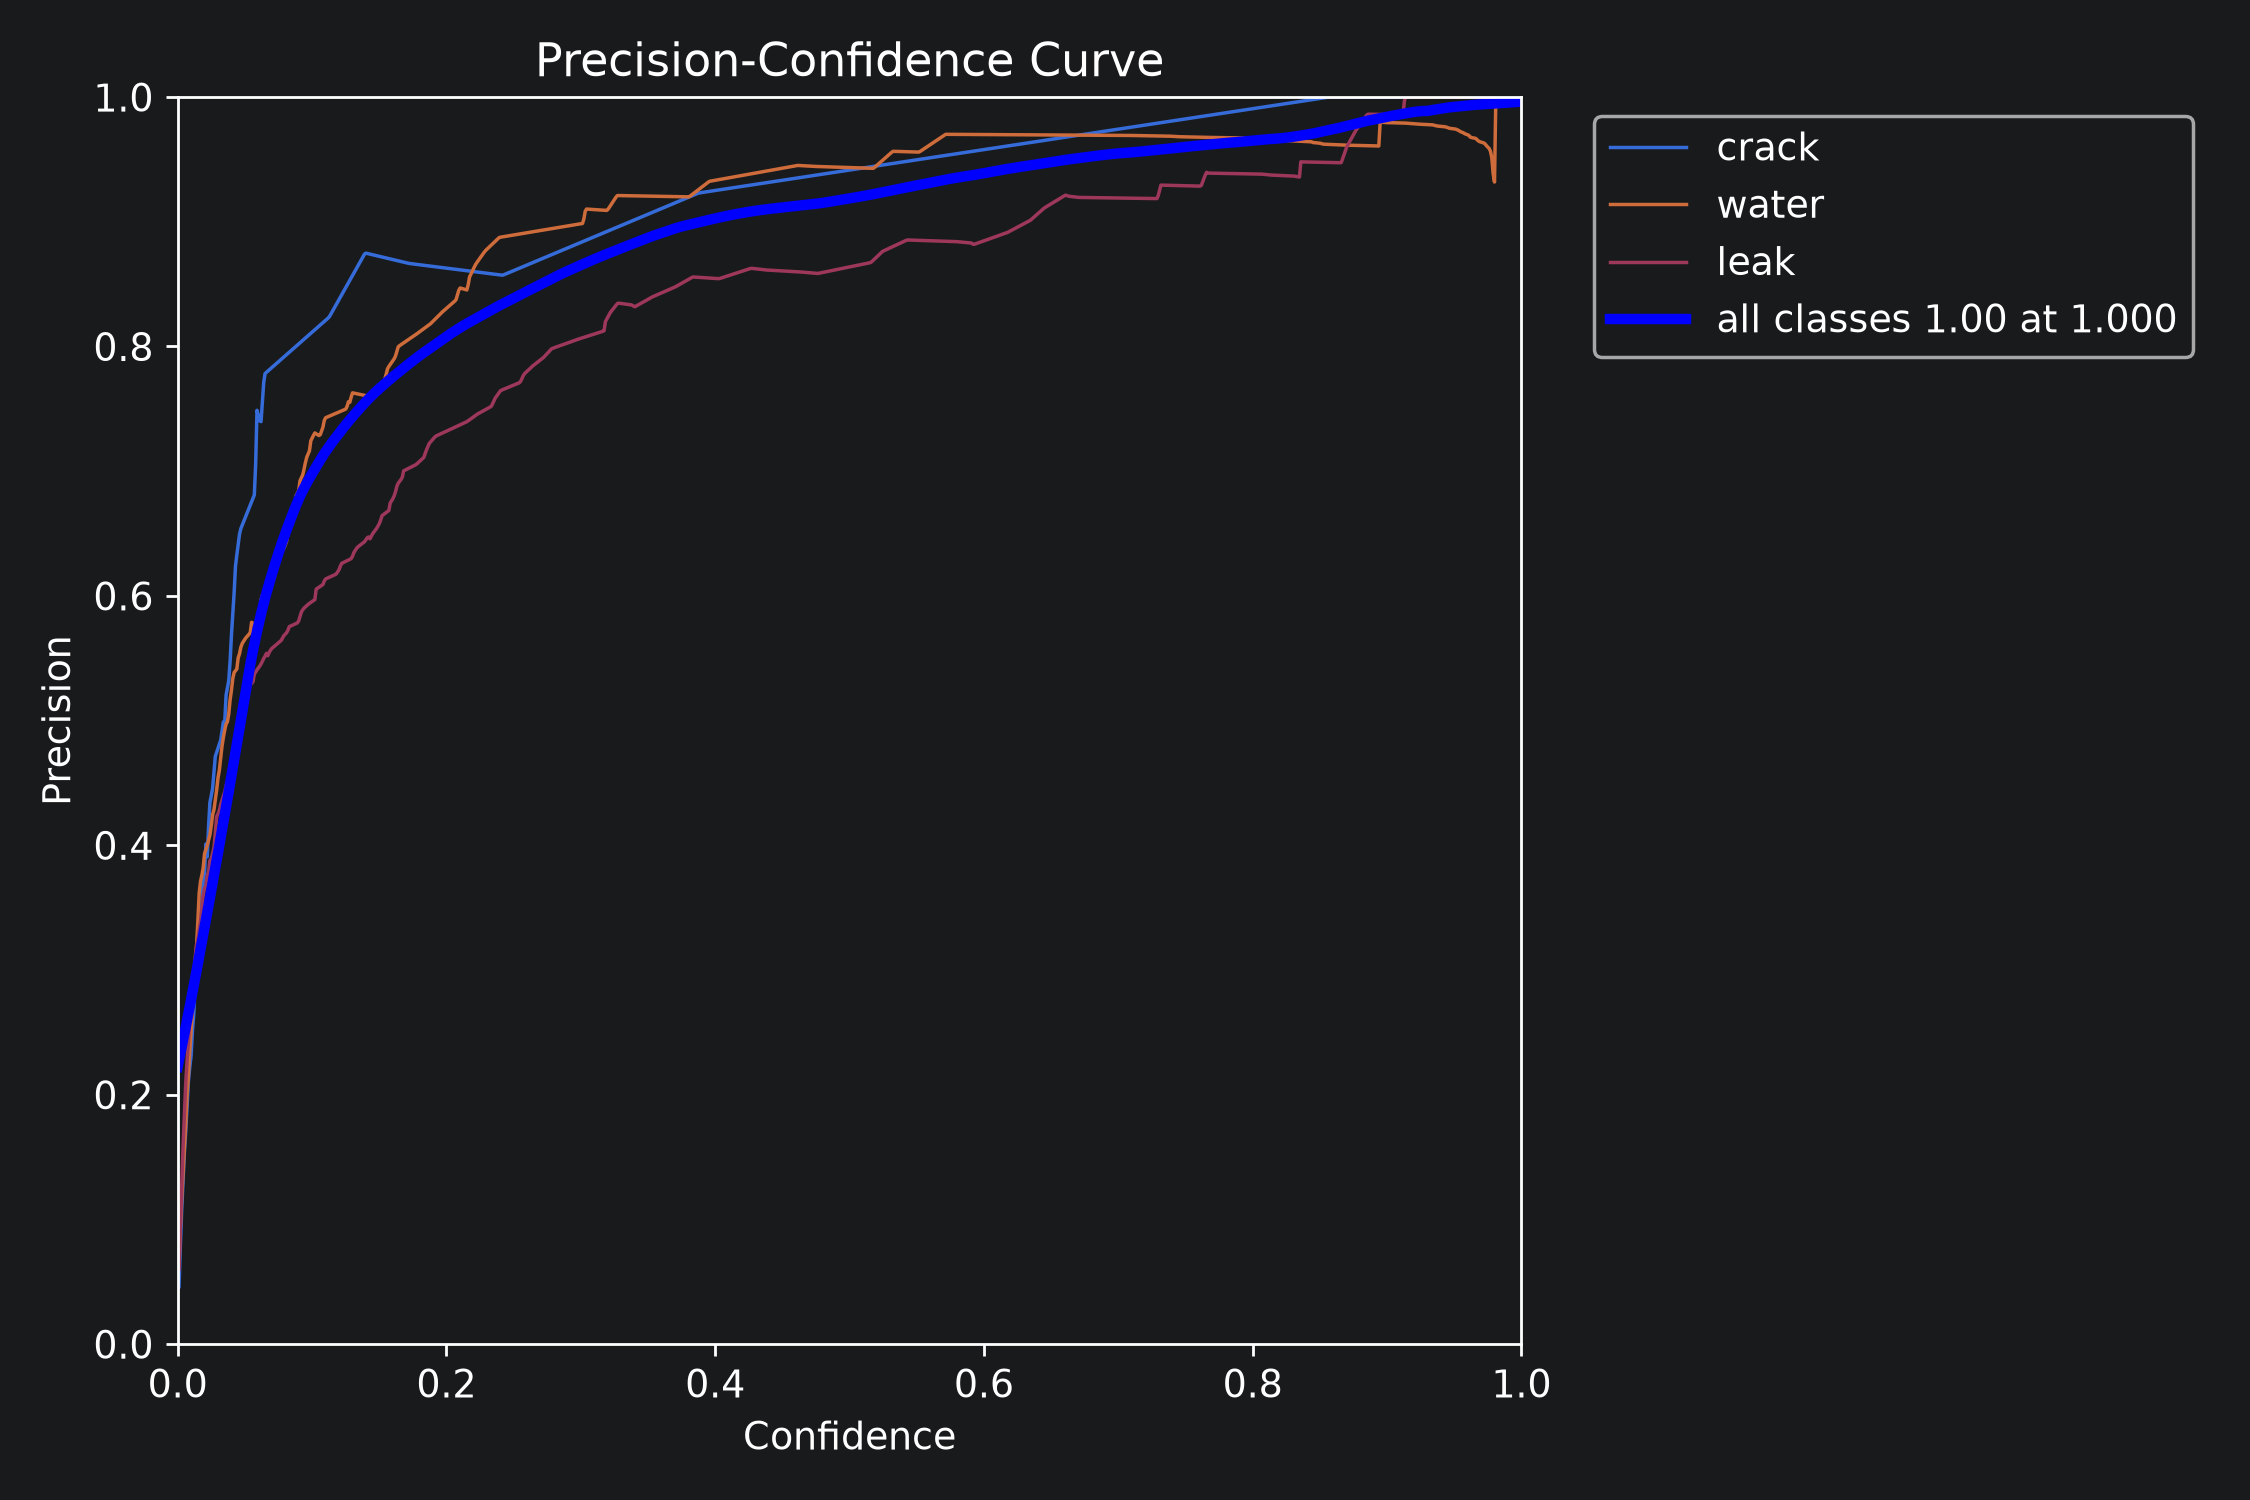 Precision-Confidence Curve
1.0
0.8
0.6
0.4
0.2
0.0
Precision
0.0 0.2 0.4 0.6 0.8 1.0
Confidence
crack
water
leak
all classes 1.00 at 1.000